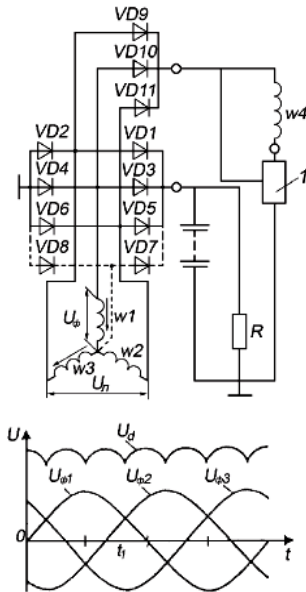 VD9
VD10
VD11
w4
VD2 VD1
1
VD4 VD3
VD6 VD5
VD8 VD7
Uф w1
R
w3 w2
Uл
U
Ud
Uф1 Uф2 Uф3
0
t1 t